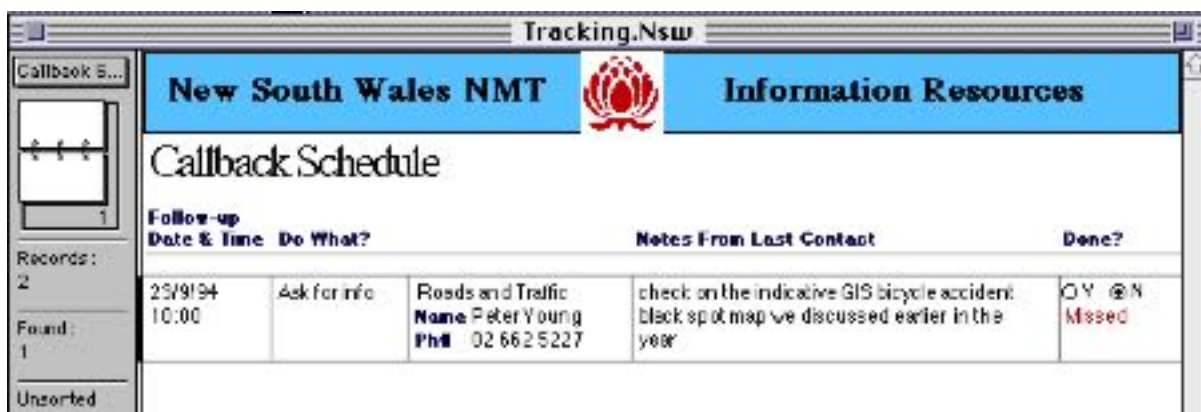 Tracking.Nsw
Callback S...
1
Records:
2
Found:
1
Unsorted
New South Wales NMT Information Resources
Callback Schedule
Follow-up
Date & Time Do What? Notes From Last Contact Done?
23/9/94 Ask for info Roads and Traffic check on the indicative GIS bicycle accident Y N
10:00 Name Peter Young black spot map we discussed earlier in the Missed
Ph# 02 662 5227 year